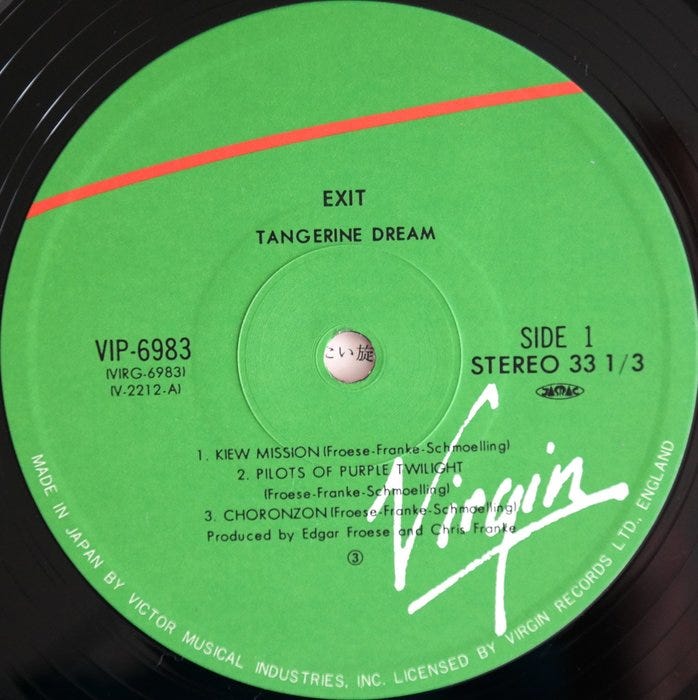 EXIT
TANGERINE DREAM
VIP-6983
(VIRG-6983)
(V-2212-A)
こい旋
SIDE 1
STEREO 33 1/3
JASRAC
1. KIEW MISSION (Froese-Franke-Schmoelling)
2. PILOTS OF PURPLE TWILIGHT
(Froese-Franke-Schmoelling)
3. CHORONZON (Froese-Franke-Schmoelling)
Produced by Edgar Froese and Chris Franke
③
Virgin
MADE IN JAPAN BY VICTOR MUSICAL INDUSTRIES, INC. LICENSED BY VIRGIN RECORDS LTD., ENGLAND